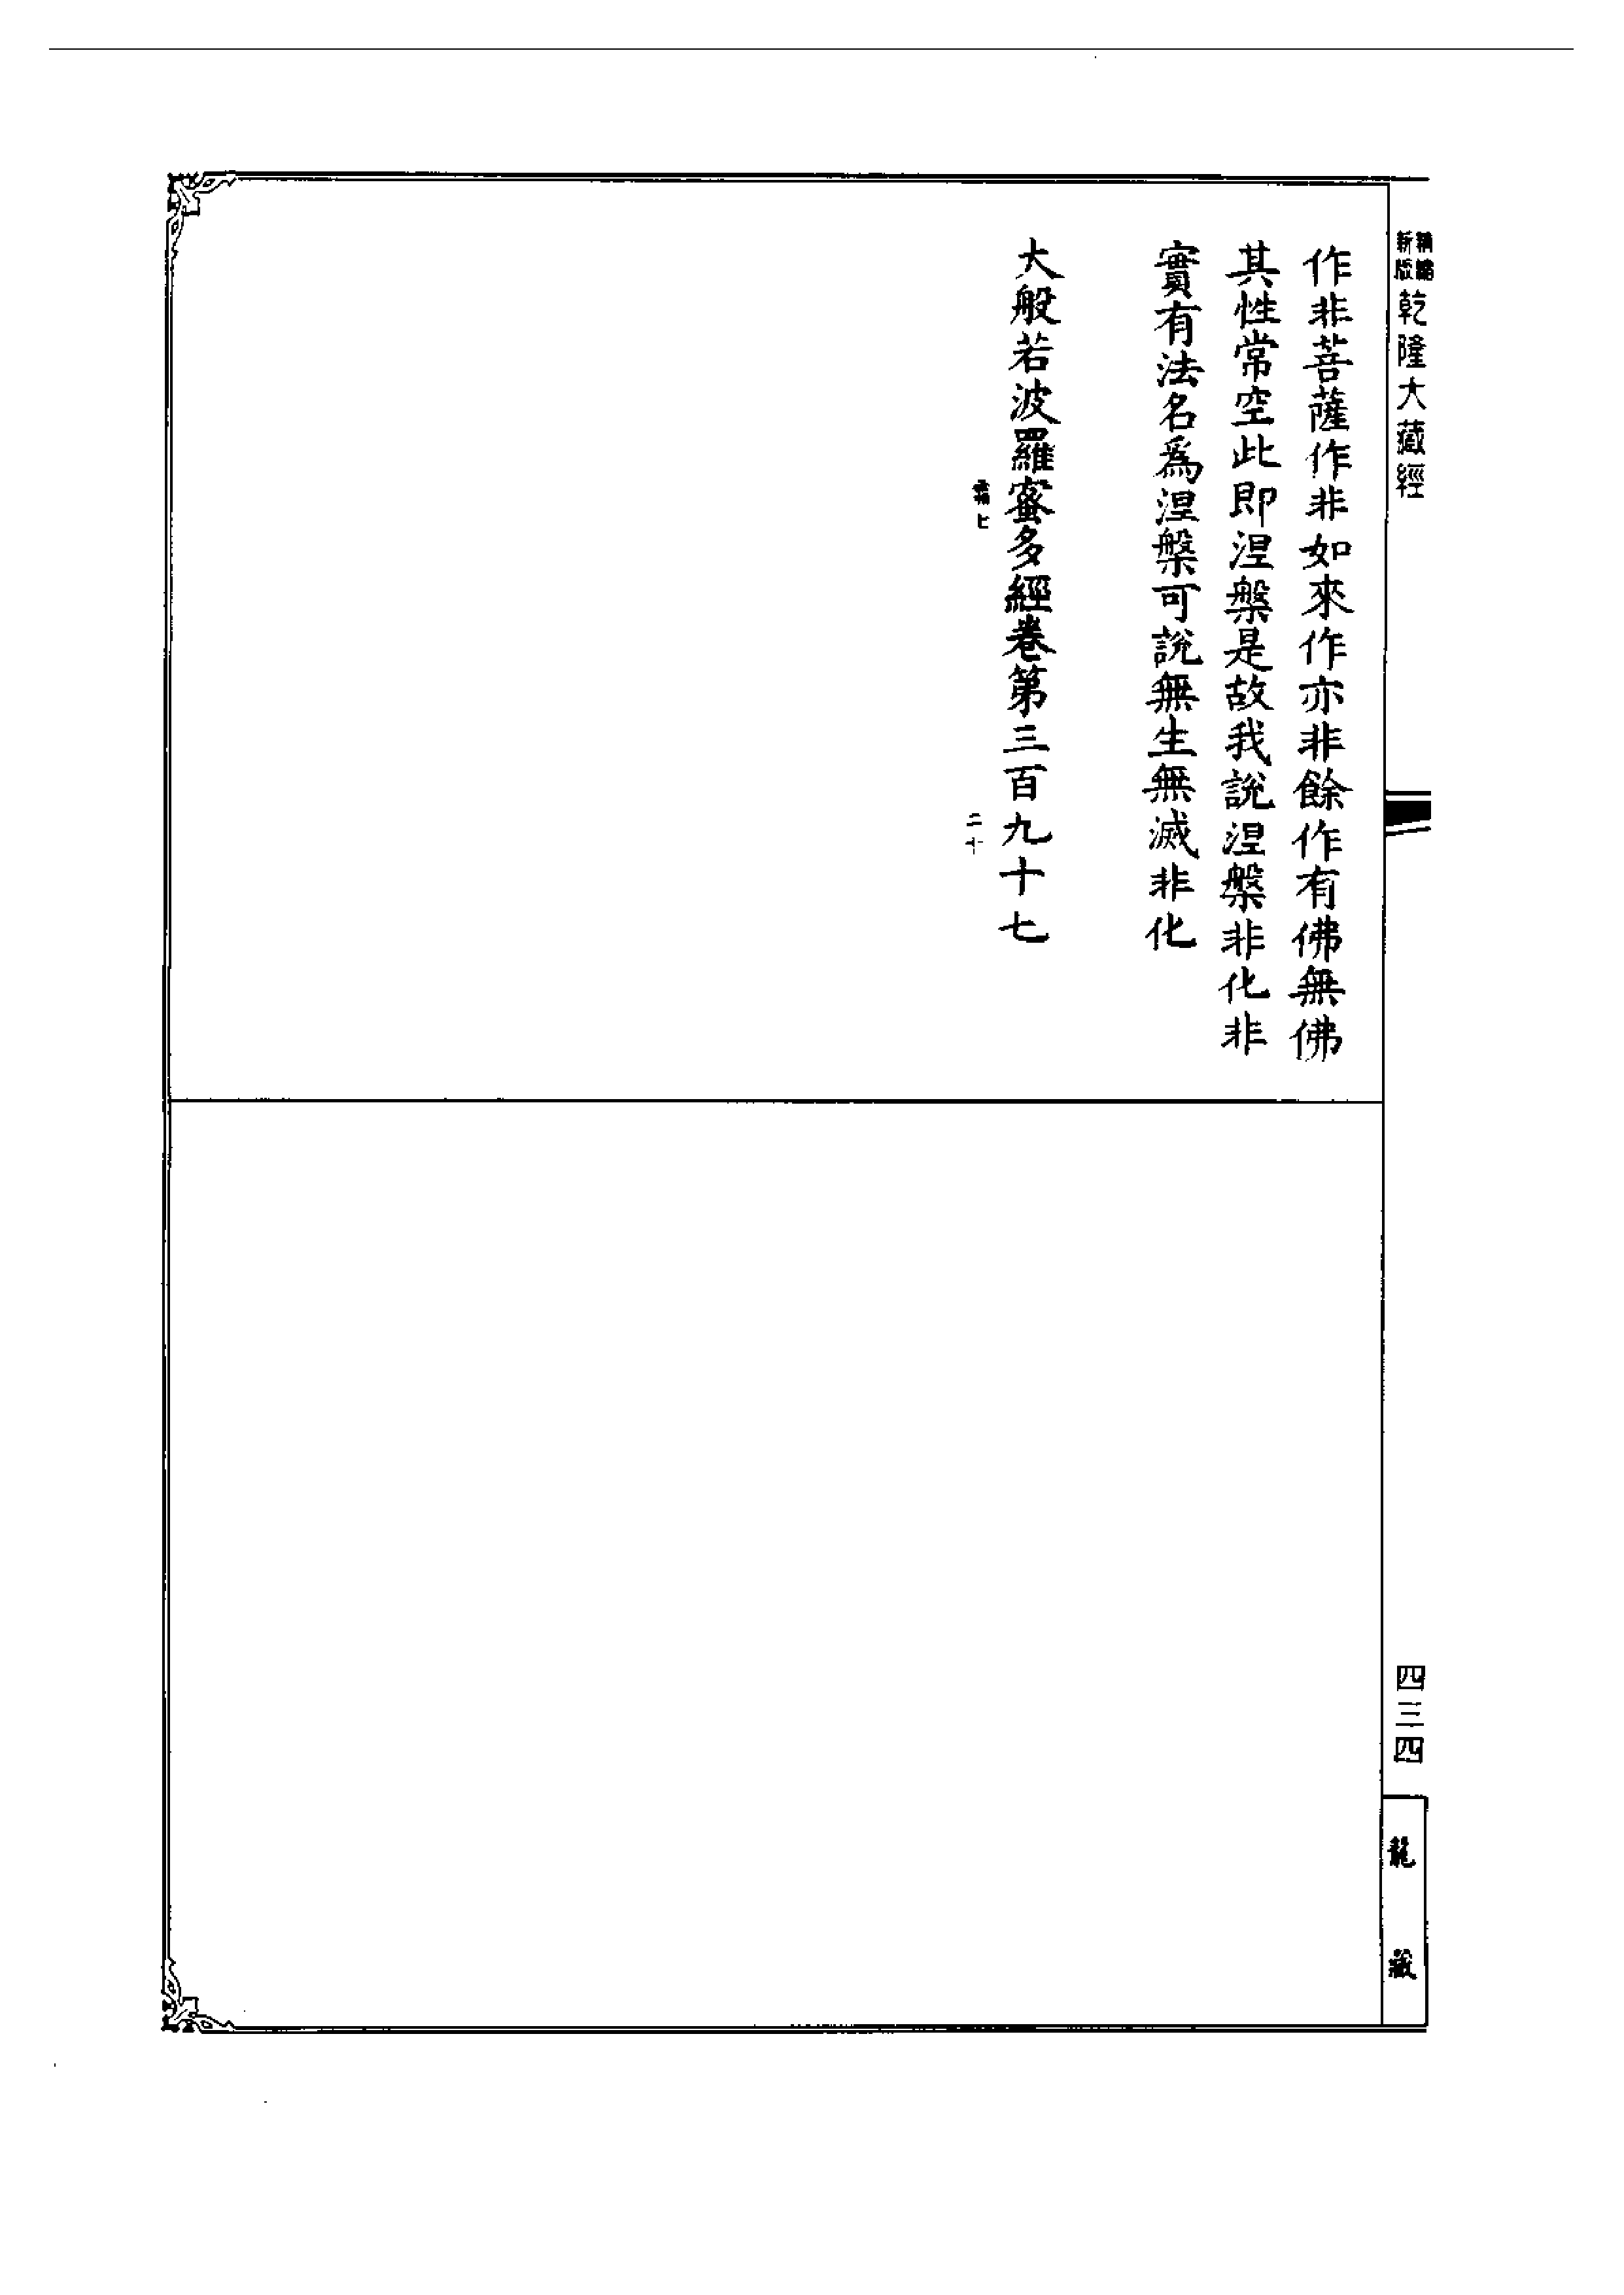 新版
精編
乾隆大藏經
四三四
龍藏
作非菩薩作非如來作亦非餘作有佛無佛
其性常空此即涅槃是故我說涅槃非化非
實有法名為涅槃可說無生無滅非化
大般若波羅蜜多經卷第三百九十七
二十